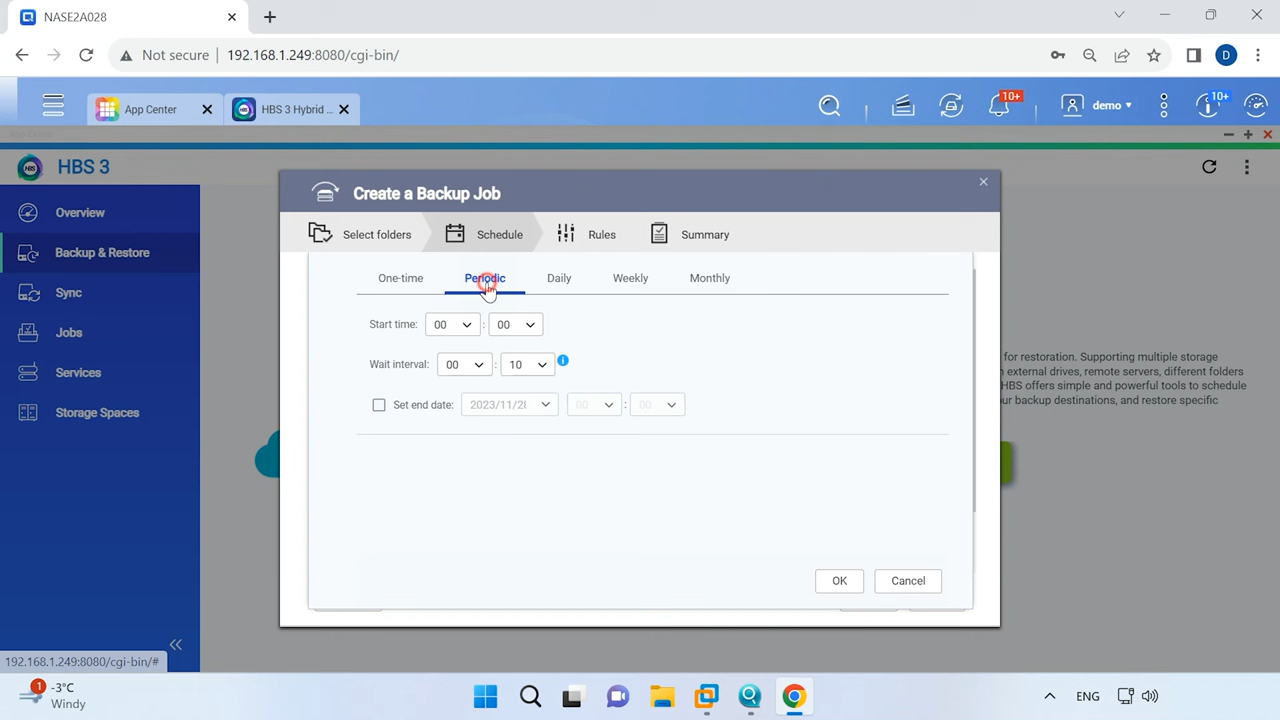 NASE2A028
Not secure 192.168.1.249:8080/cgi-bin/
D
App Center
HBS 3 Hybrid ...
10+
demo
10+
HBS 3
Overview
Backup & Restore
Sync
Jobs
Services
Storage Spaces
Create a Backup Job
Select folders
Schedule
Rules
Summary
One-time
Periodic
Daily
Weekly
Monthly
Start time: 00 : 00
Wait interval: 00 : 10
Set end date: 2023/11/28 00 : 00
for restoration. Supporting multiple storage
external drives, remote servers, different folders
HBS offers simple and powerful tools to schedule
ur backup destinations, and restore specific
OK
Cancel
192.168.1.249:8080/cgi-bin/#
1
-3°C
Windy
ENG